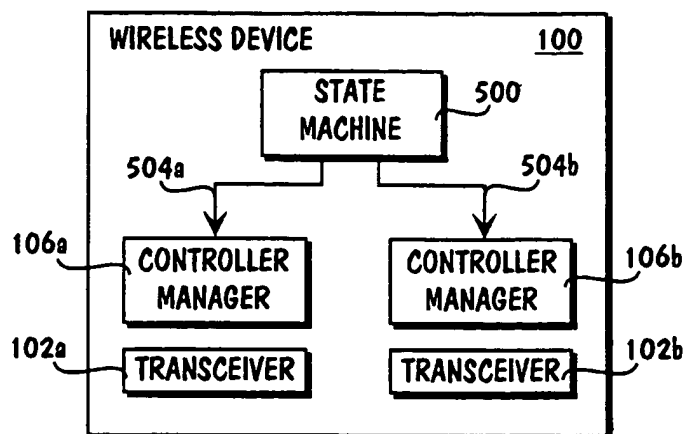 WIRELESS DEVICE 100
STATE MACHINE 500
504a 504b
106a CONTROLLER MANAGER CONTROLLER MANAGER 106b
102a TRANSCEIVER TRANSCEIVER 102b